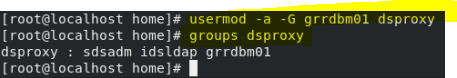 [root@localhost home]# usermod -a -G grrdbm01 dsproxy
[root@localhost home]# groups dsproxy
dsproxy : sdsadm idsldap grrdbm01
[root@localhost home]#